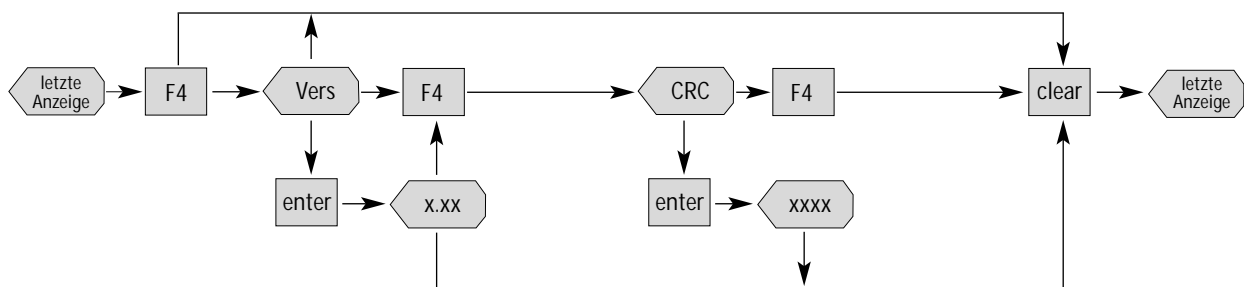 letzte
Anzeige
F4
Vers
F4
CRC
F4
clear
letzte
Anzeige
enter
x.xx
enter
xxxx